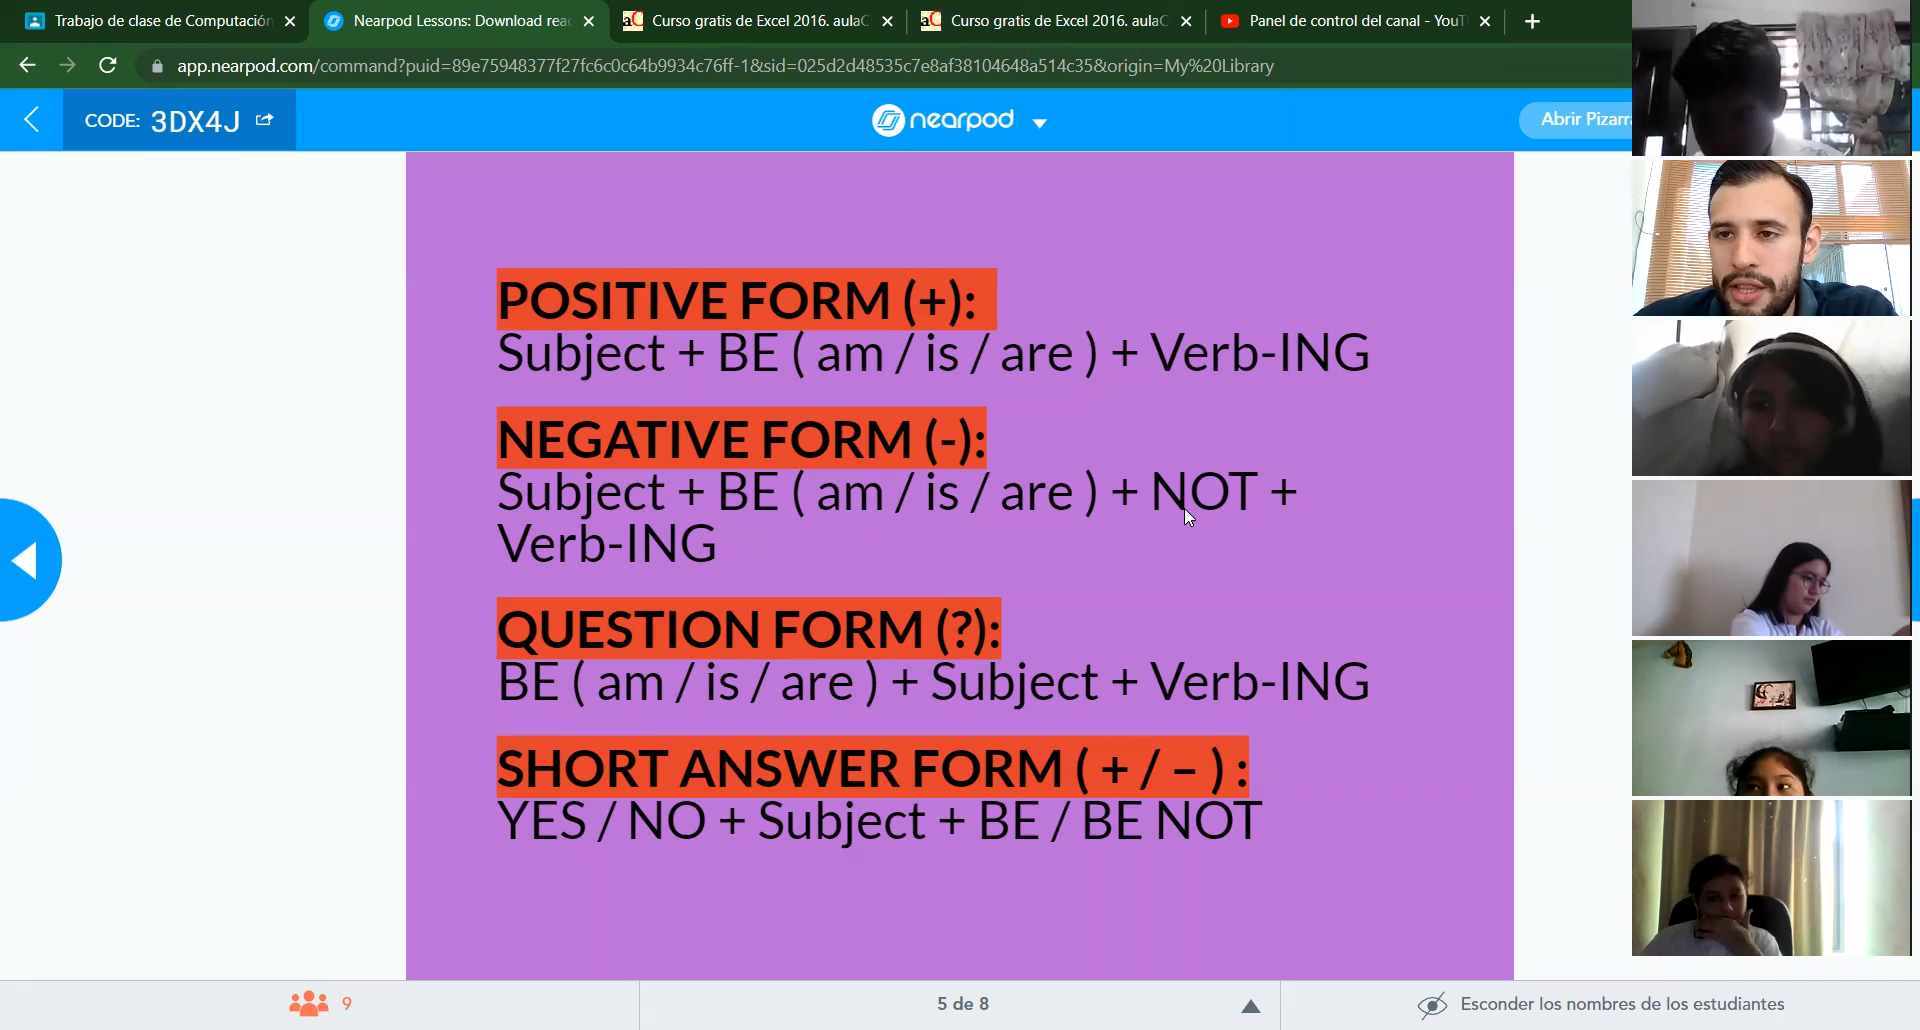 Trabajo de clase de Computación
Nearpod Lessons: Download rea
Curso gratis de Excel 2016. aulaC
Curso gratis de Excel 2016. aulaC
Panel de control del canal - YouT
app.nearpod.com/command?puid=89e75948377f27fc6c0c64b9934c76ff-1&sid=025d2d48535c7e8af38104648a514c35&origin=My%20Library
CODE: 3DX4J
nearpod
Abrir Pizarr
POSITIVE FORM (+):
Subject + BE ( am / is / are ) + Verb-ING
NEGATIVE FORM (-):
Subject + BE ( am / is / are ) + NOT +
Verb-ING
QUESTION FORM (?):
BE ( am / is / are ) + Subject + Verb-ING
SHORT ANSWER FORM ( + / – ) :
YES / NO + Subject + BE / BE NOT
9
5 de 8
Esconder los nombres de los estudiantes